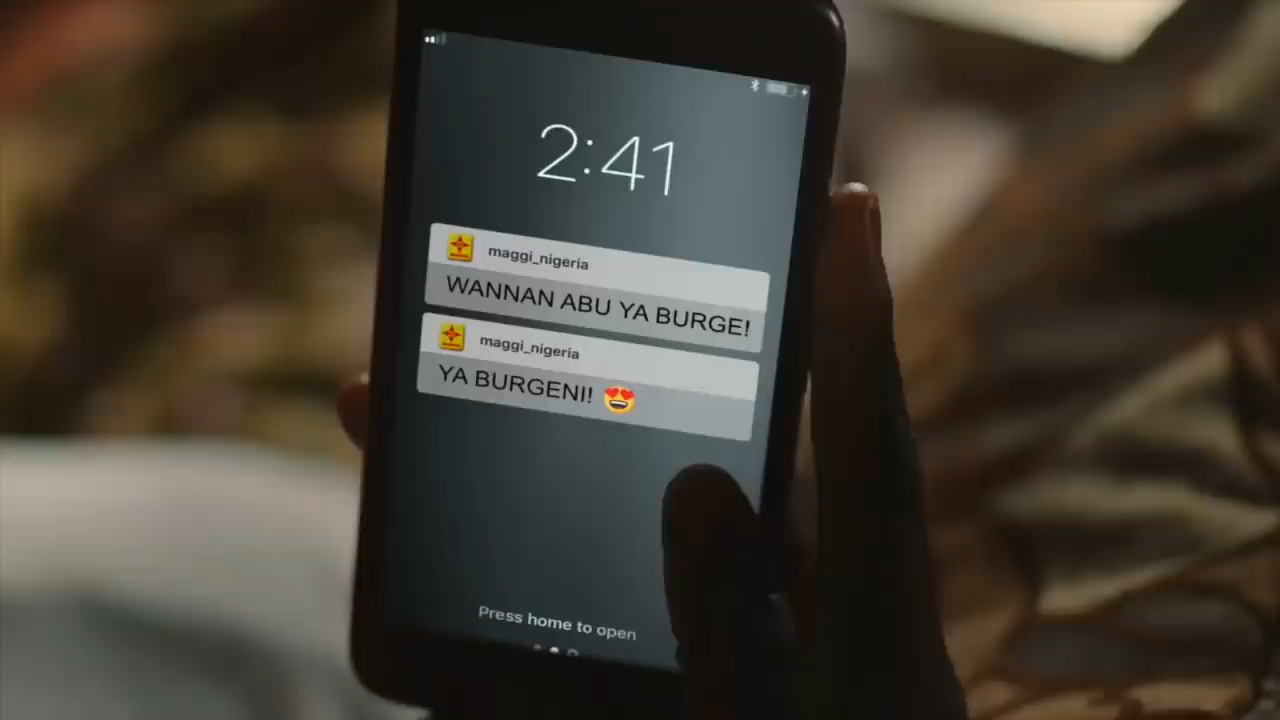 2:41
maggi_nigeria
WANNAN ABU YA BURGE!
maggi_nigeria
YA BURGENI! 😍
Press home to open